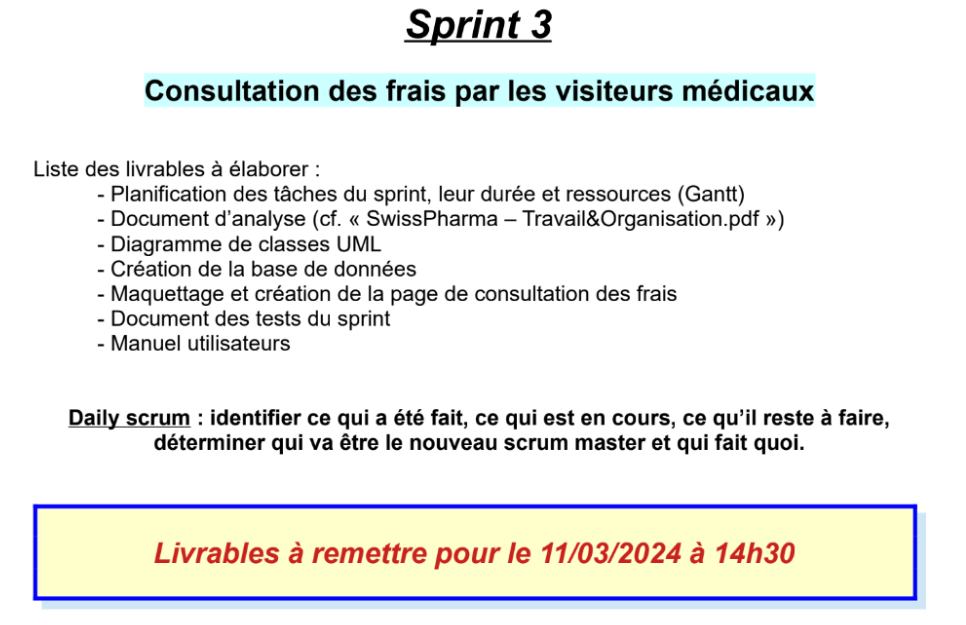 Sprint 3
Consultation des frais par les visiteurs médicaux
Liste des livrables à élaborer :
- Planification des tâches du sprint, leur durée et ressources (Gantt)
- Document d'analyse (cf. « SwissPharma – Travail&Organisation.pdf »)
- Diagramme de classes UML
- Création de la base de données
- Maquettage et création de la page de consultation des frais
- Document des tests du sprint
- Manuel utilisateurs
Daily scrum : identifier ce qui a été fait, ce qui est en cours, ce qu'il reste à faire,
déterminer qui va être le nouveau scrum master et qui fait quoi.
Livrables à remettre pour le 11/03/2024 à 14h30